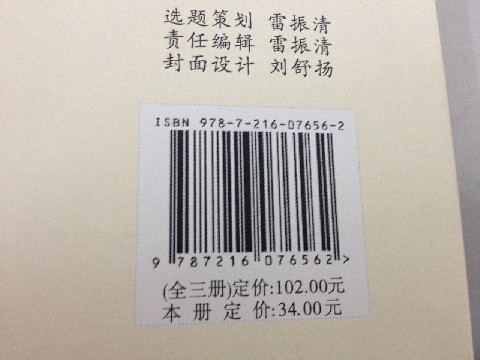 选题策划 雷振清
责任编辑 雷振清
封面设计 刘舒扬
ISBN 978-7-216-07656-2
9 787216 076562 >
(全三册)定价:102.00元
本 册 定 价:34.00元